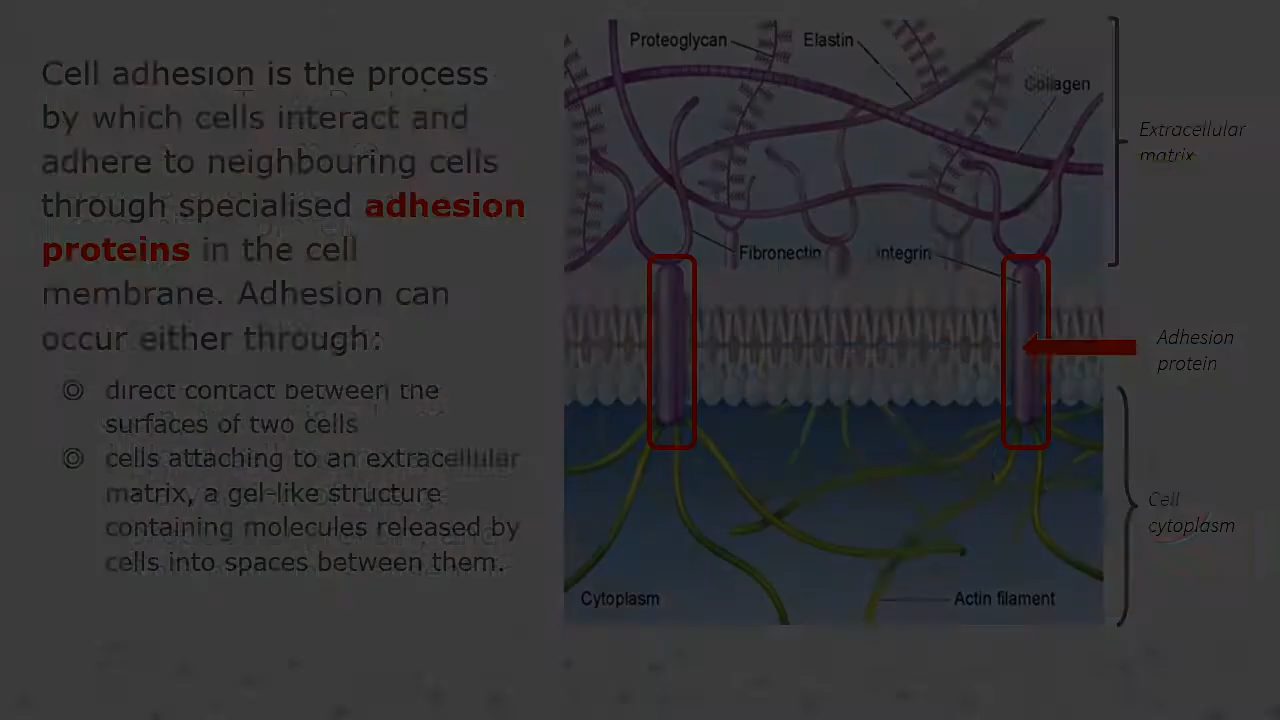 Cell adhesion is the process
by which cells interact and
adhere to neighbouring cells
through specialised adhesion
proteins in the cell
membrane. Adhesion can
occur either through:
direct contact between the
surfaces of two cells
cells attaching to an extracellular
matrix, a gel-like structure
containing molecules released by
cells into spaces between them.
Proteoglycan
Elastin
Collagen
Extracellular
matrix
Fibronectin
Integrin
Adhesion
protein
Cell
cytoplasm
Cytoplasm
Actin filament